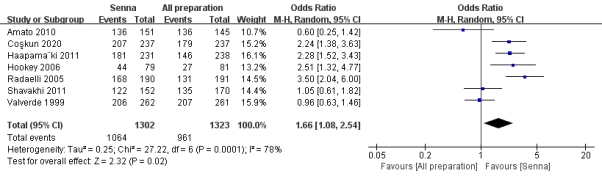 Senna All preparation Odds Ratio Odds Ratio
Study or Subgroup Events Total Events Total Weight M-H, Random, 95% CI M-H, Random, 95% CI
Amato 2010 136 151 136 145 10.7% 0.60 [0.25, 1.42]
Coşkun 2020 207 237 179 237 14.7% 2.24 [1.38, 3.63]
Haapama¨ki 2011 181 231 146 238 15.6% 2.28 [1.52, 3.43]
Hookey 2006 44 79 27 81 12.8% 2.51 [1.32, 4.77]
Radaelli 2005 168 190 131 191 14.3% 3.50 [2.04, 6.00]
Shavakhi 2011 122 152 135 170 14.1% 1.05 [0.61, 1.82]
Valverde 1999 206 262 207 261 15.5% 0.96 [0.63, 1.46]
Total (95% CI) 1302 1323 100.0% 1.66 [1.08, 2.54]
Total events 1064 961
Heterogeneity: Tau² = 0.25; Chi² = 27.22, df = 6 (P = 0.0001); I² = 78%
Test for overall effect: Z = 2.32 (P = 0.02)
0.05 0.2 1 5 20
Favours [All preparation] Favours [Senna]